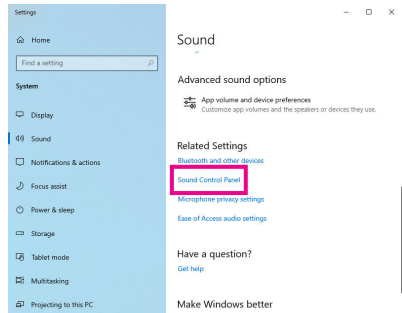 Settings
Home
Find a setting
System
Display
Sound
Notifications & actions
Focus assist
Power & sleep
Storage
Tablet mode
Multitasking
Projecting to this PC
Sound
Advanced sound options
App volume and device preferences
Customize app volumes and the speakers or devices they use.
Related Settings
Bluetooth and other devices
Sound Control Panel
Microphone privacy settings
Ease of Access audio settings
Have a question?
Get help
Make Windows better